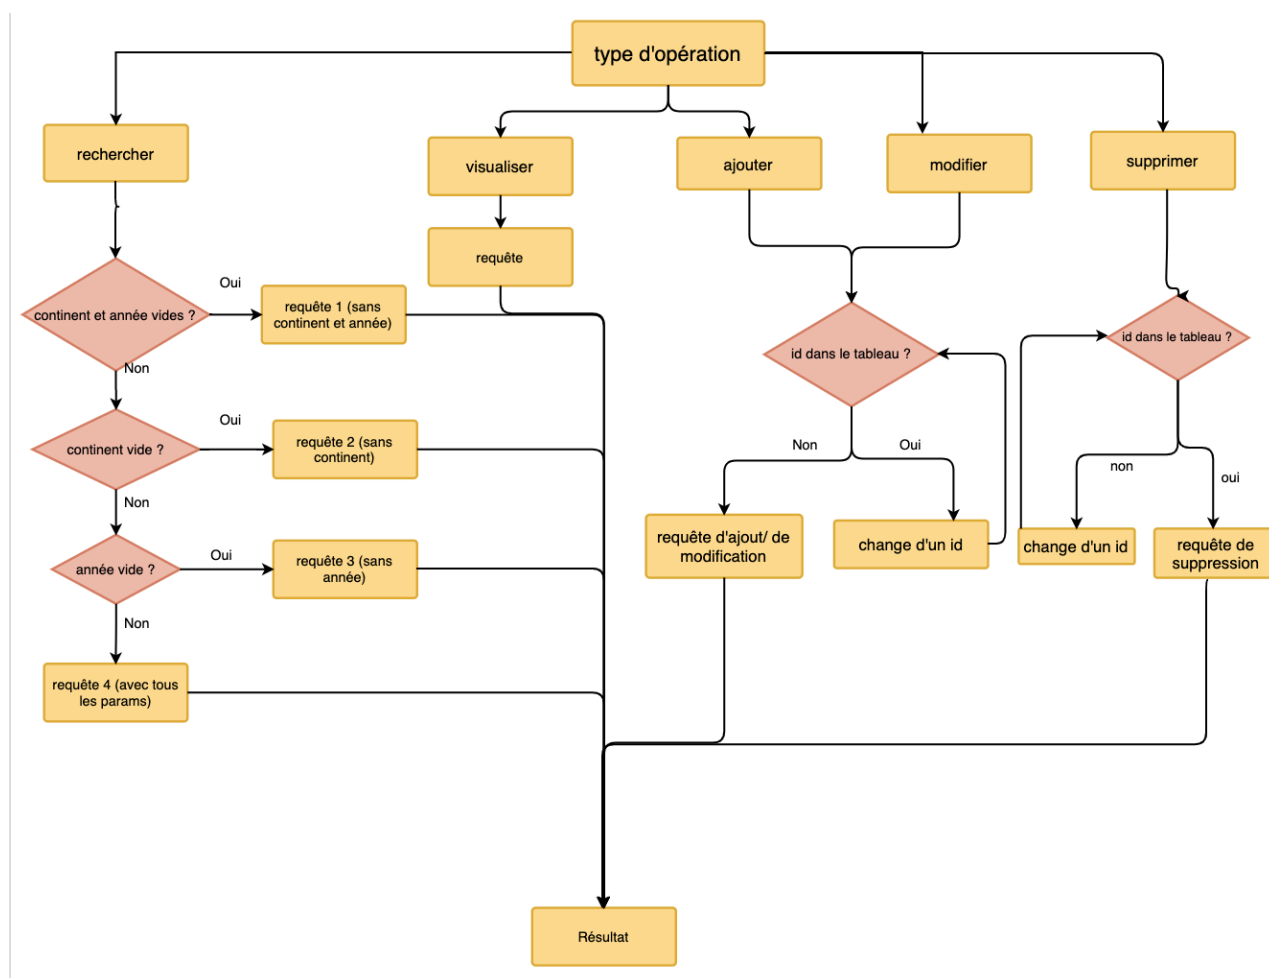 type d'opération
rechercher
visualiser
ajouter
modifier
supprimer
requête
continent et année vides ?
Oui
requête 1 (sans
continent et année)
Non
continent vide ?
Oui
requête 2 (sans
continent)
Non
année vide ?
Oui
requête 3 (sans
année)
Non
requête 4 (avec tous
les params)
id dans le tableau ?
Non
Oui
requête d'ajout/ de
modification
change d'un id
id dans le tableau ?
non
oui
change d'un id
requête de
suppression
Résultat